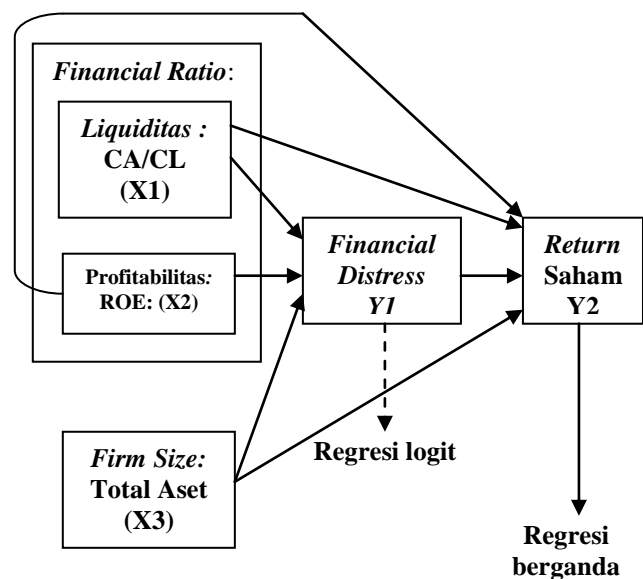 Financial Ratio:
Liquiditas :
CA/CL
(X1)
Profitabilitas:
ROE: (X2)
Financial
Distress
Y1
Return
Saham
Y2
Firm Size:
Total Aset
(X3)
Regresi logit
Regresi
berganda